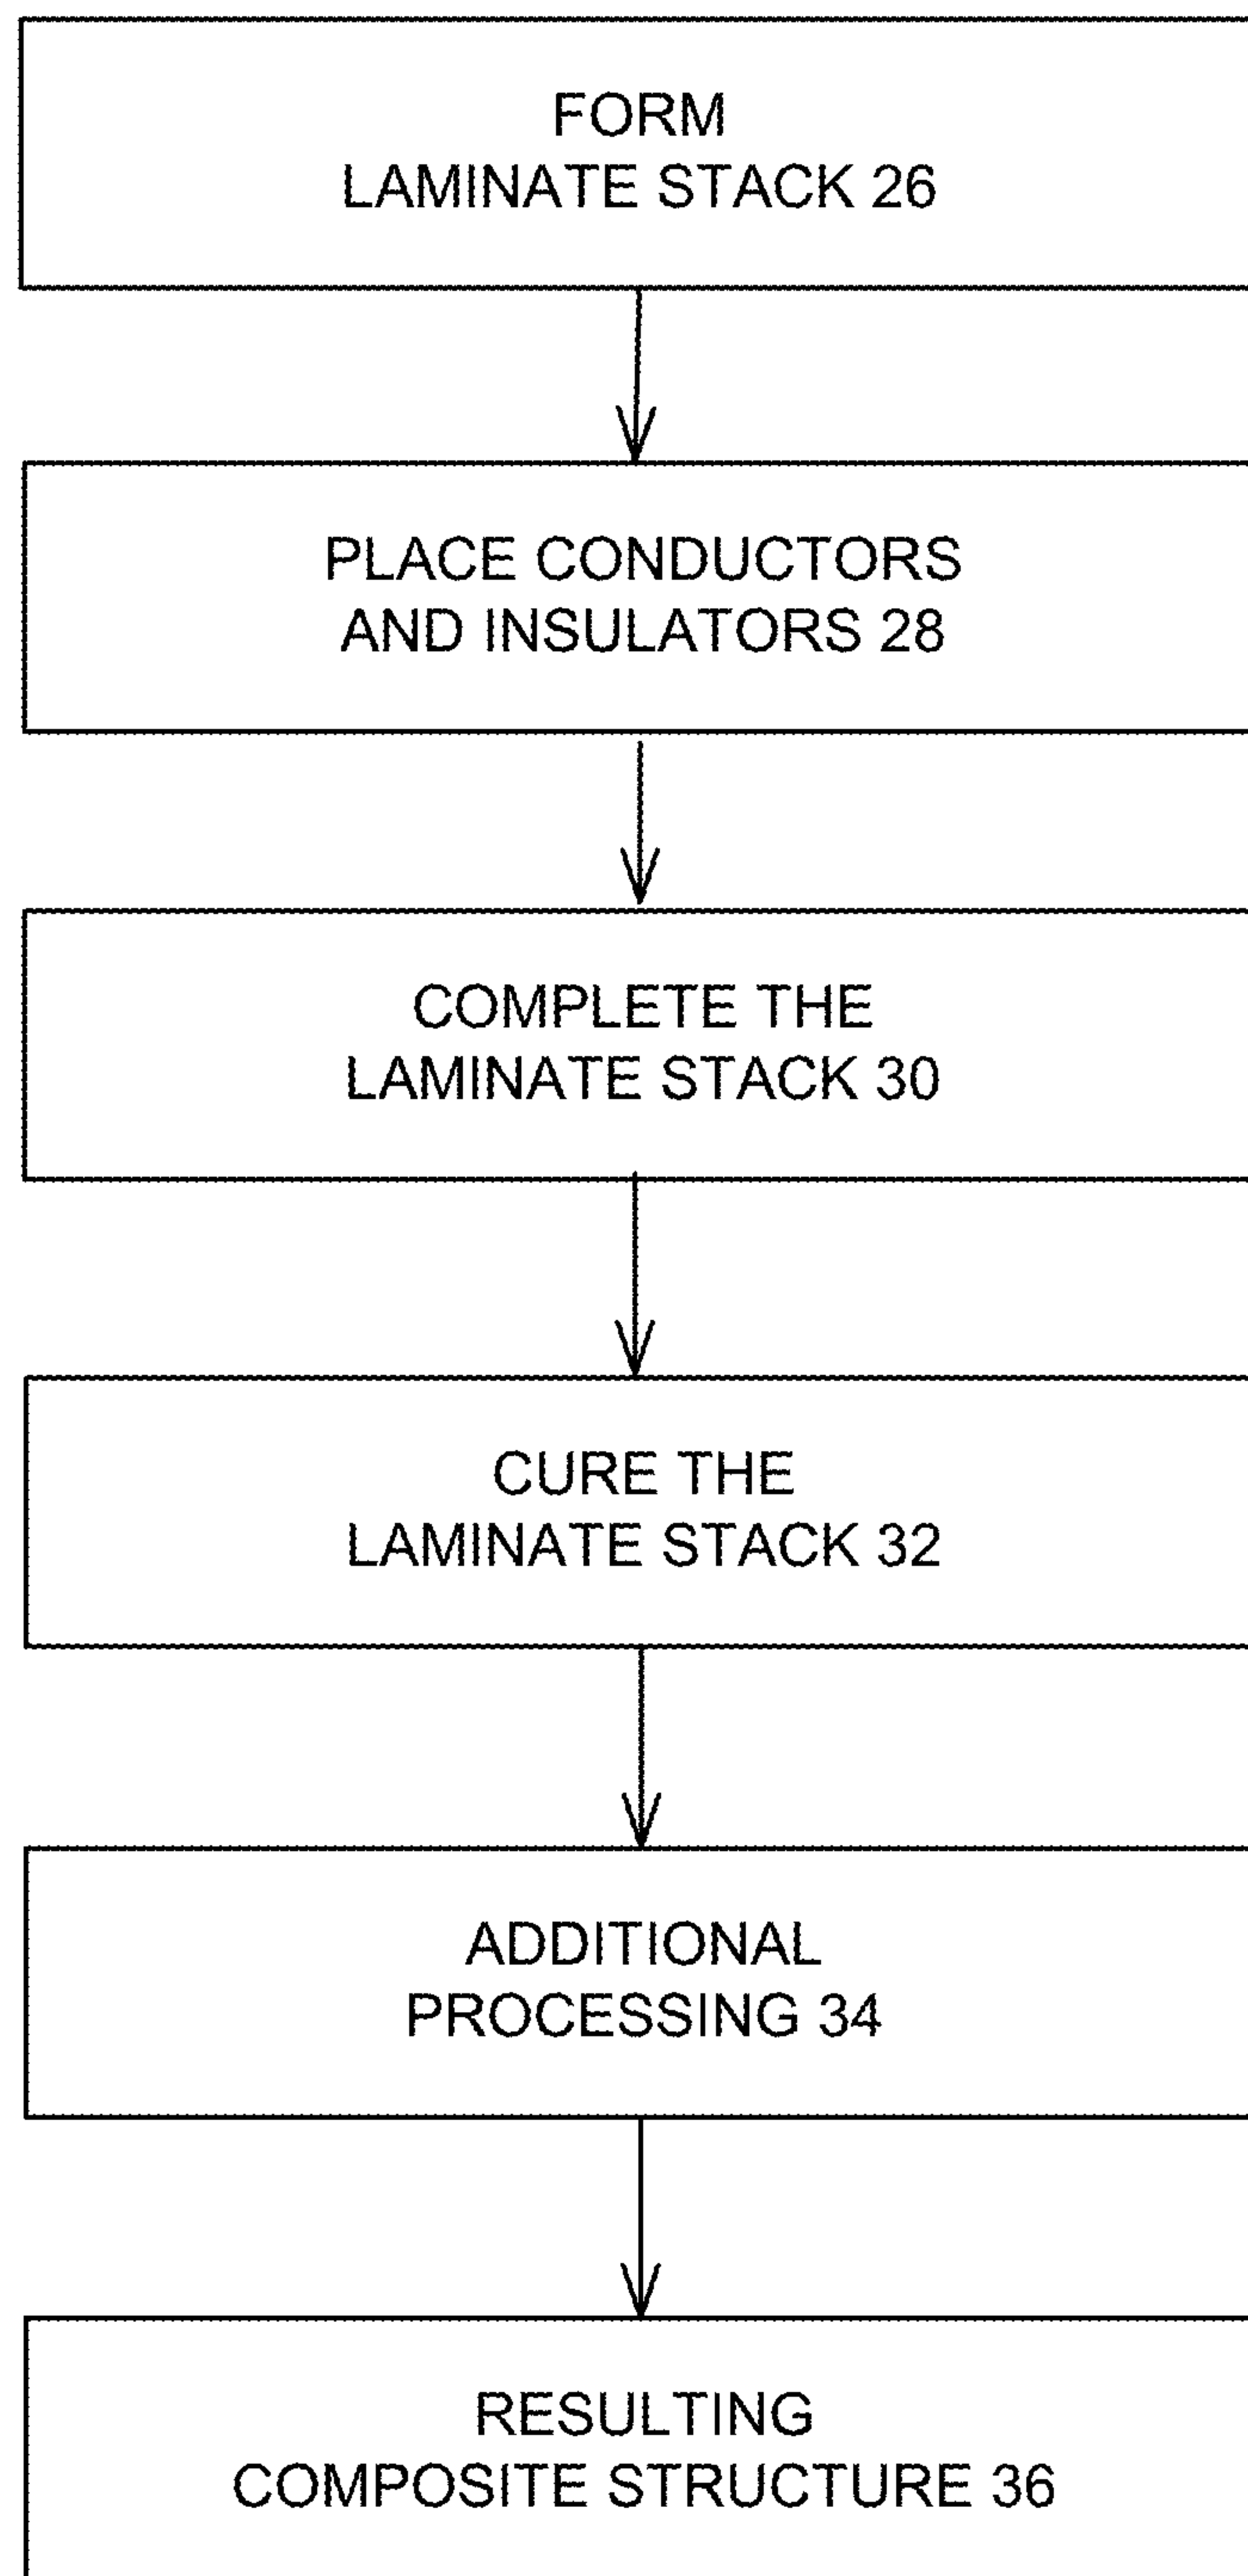 FORM
LAMINATE STACK 26
PLACE CONDUCTORS
AND INSULATORS 28
COMPLETE THE
LAMINATE STACK 30
CURE THE
LAMINATE STACK 32
ADDITIONAL
PROCESSING 34
RESULTING
COMPOSITE STRUCTURE 36